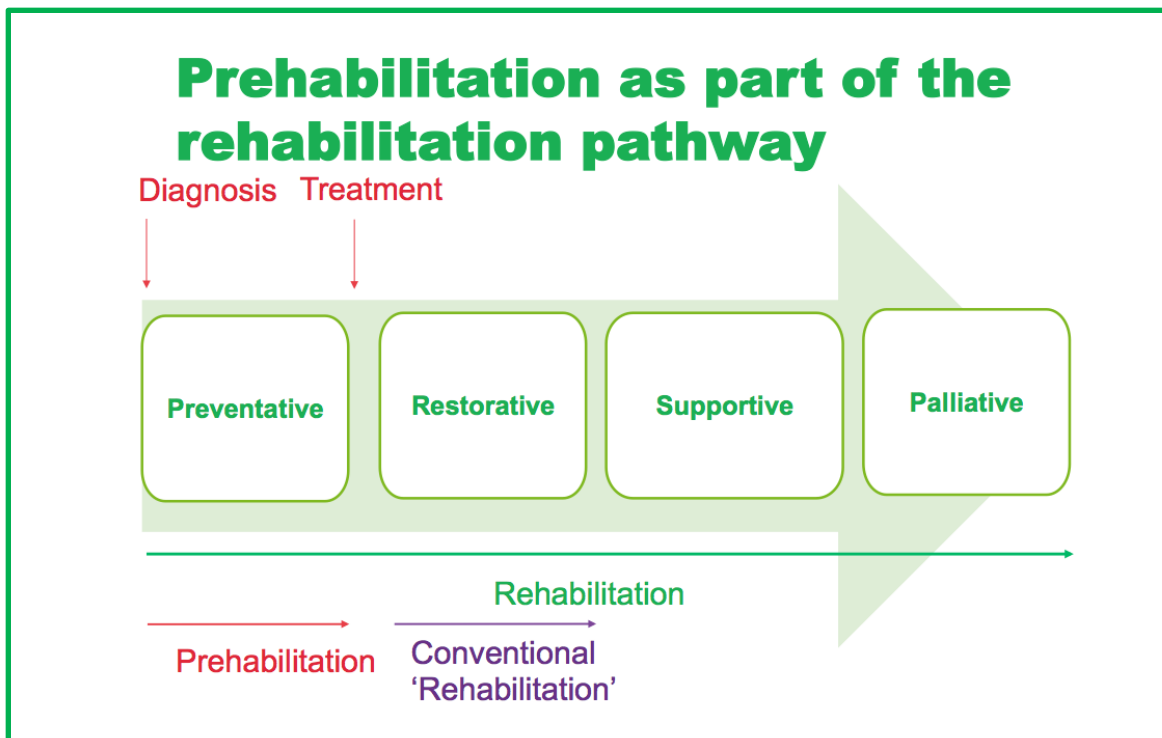 Prehabilitation as part of the
rehabilitation pathway
Diagnosis
Treatment
Preventative
Restorative
Supportive
Palliative
Rehabilitation
Prehabilitation
Conventional
‘Rehabilitation’